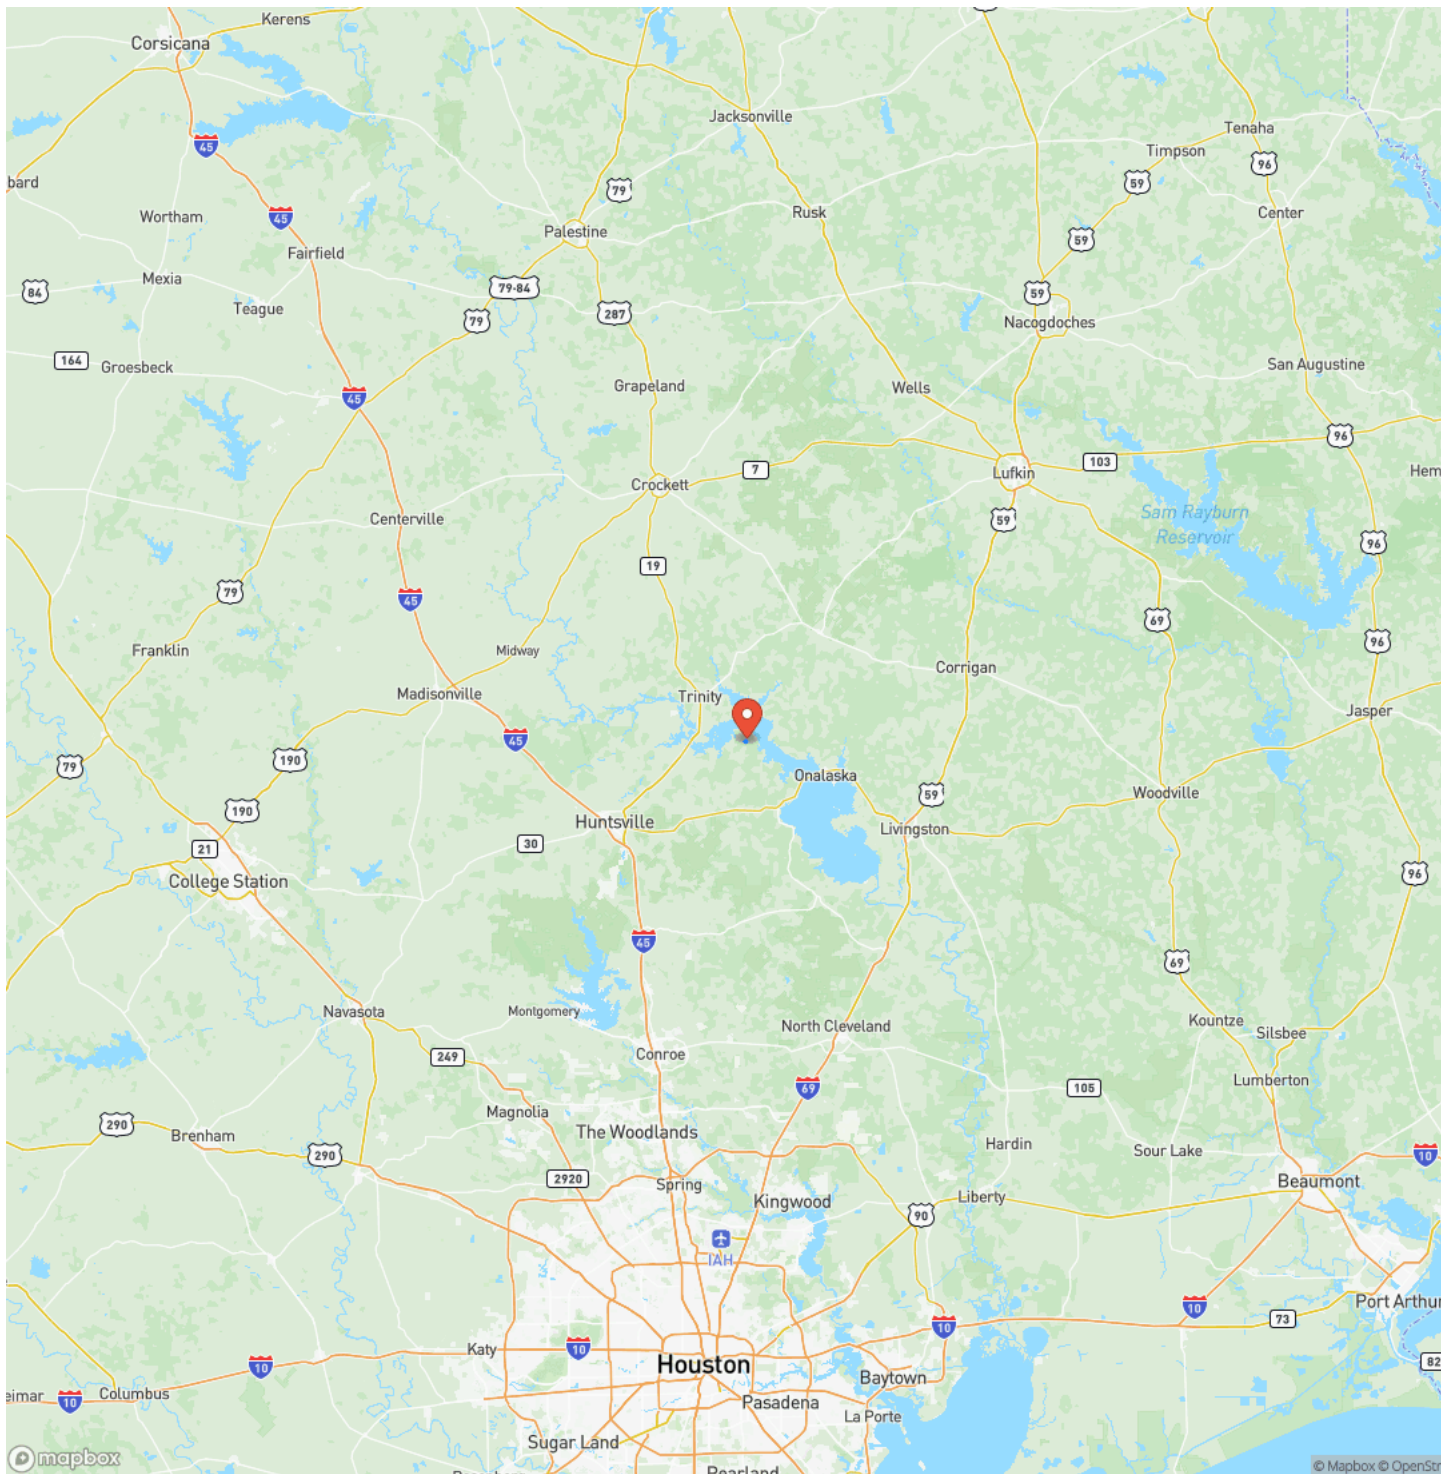 Kerens
Corsicana
Jacksonville
Tenaha
45
Timpson
96
bard
79
59
Wortham
45
Rusk
Center
Palestine
59
Fairfield
Mexia
84
79-84
59
Teague
287
79
Nacogdoches
164
Groesbeck
San Augustine
Grapeland
Wells
45
96
7
103
Lufkin
Hem
Crockett
Centerville
59
Sam Rayburn
Reservoir
96
19
79
45
69
96
Franklin
Midway
Corrigan
Madisonville
Trinity
Jasper
45
190
79
Onalaska
59
Woodville
190
Huntsville
Livingston
30
21
College Station
96
45
69
Navasota
Montgomery
North Cleveland
Kountze
Silsbee
249
Conroe
69
105
Lumberton
Magnolia
290
Brenham
The Woodlands
Hardin
290
Sour Lake
10
2920
Spring
Beaumont
Kingwood
Liberty
90
IAH
Port Arthur
10
73
10
Katy
10
10
Houston
82
Baytown
eimar
Columbus
10
Pasadena
La Porte
Sugar Land
mapbox
Pearland
© Mapbox © OpenStr